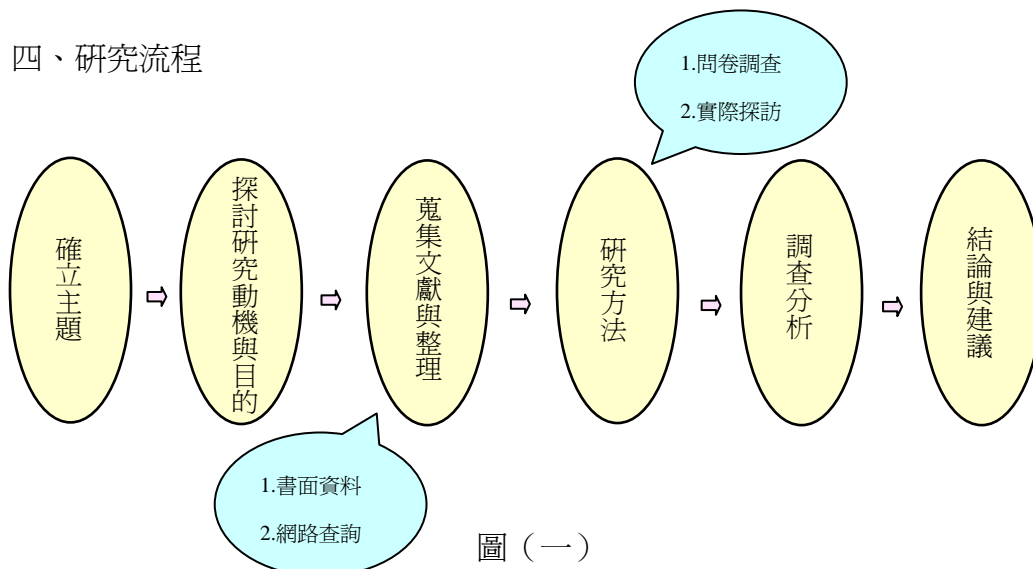 四、研究流程
1.問卷調查
2.實際探訪
確立主題
探討研究動機與目的
蒐集文獻與整理
研究方法
調查分析
結論與建議
1.書面資料
2.網路查詢
圖（一）